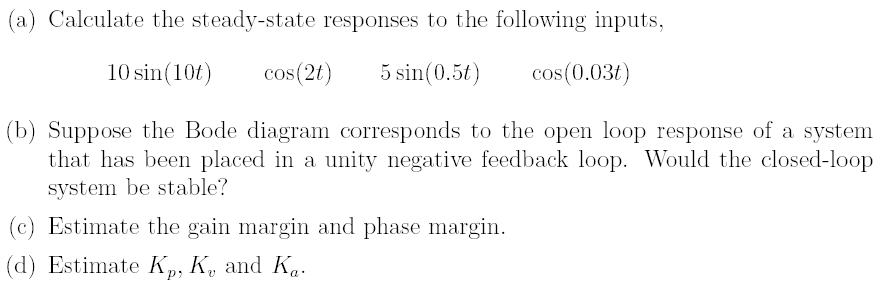 (a) Calculate the steady-state responses to the following inputs,
10 sin(10t) cos(2t) 5 sin(0.5t) cos(0.03t)
(b) Suppose the Bode diagram corresponds to the open loop response of a system
that has been placed in a unity negative feedback loop. Would the closed-loop
system be stable?
(c) Estimate the gain margin and phase margin.
(d) Estimate K_p, K_v and K_a.